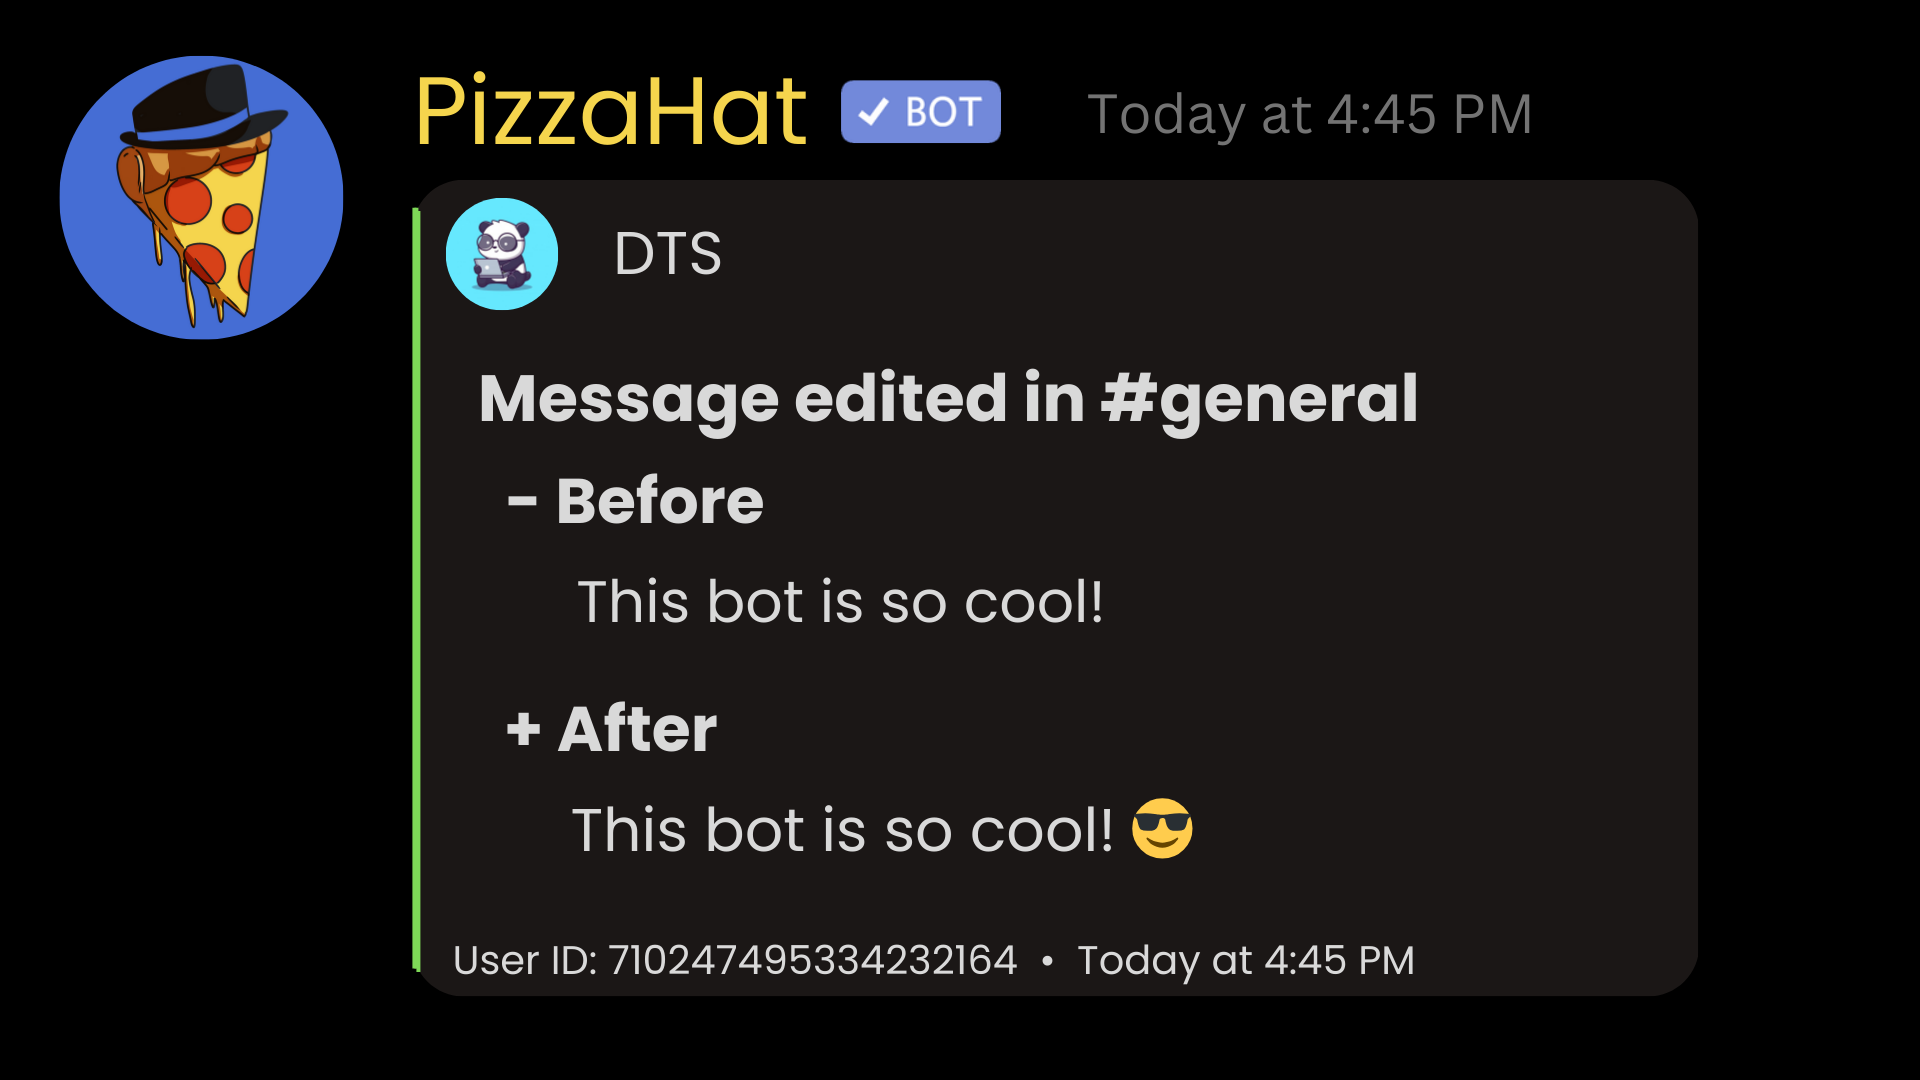 PizzaHat ✓ BOT Today at 4:45 PM
DTS
Message edited in #general
- Before
This bot is so cool!
+ After
This bot is so cool! 😎
User ID: 710247495334232164 • Today at 4:45 PM